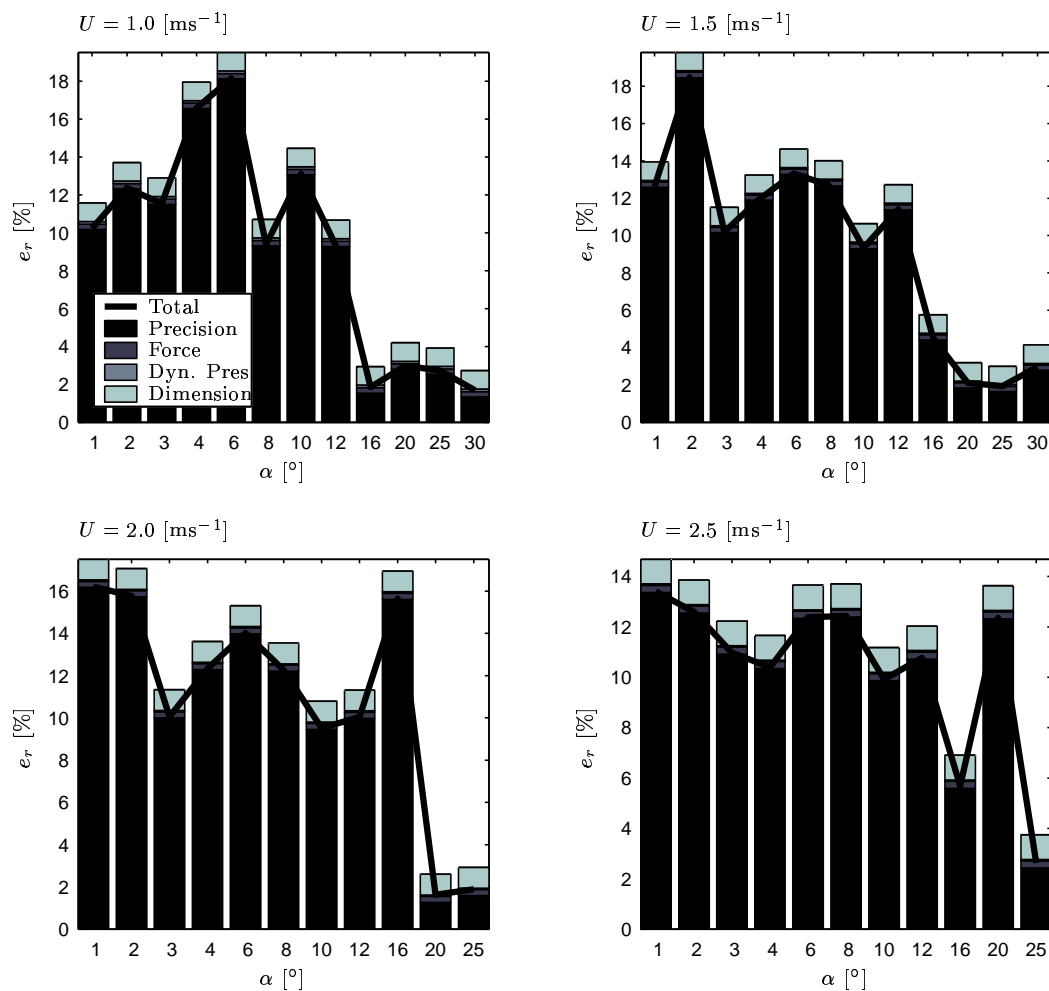 U = 1.0 [ms⁻¹]
18
16
14
12
10
8
6
4
2
0
e_r [%]
Total
Precision
Force
Dyn. Pres.
Dimension
1 2 3 4 6 8 10 12 16 20 25 30
α [°]
U = 1.5 [ms⁻¹]
18
16
14
12
10
8
6
4
2
0
e_r [%]
1 2 3 4 6 8 10 12 16 20 25 30
α [°]
U = 2.0 [ms⁻¹]
16
14
12
10
8
6
4
2
0
e_r [%]
1 2 3 4 6 8 10 12 16 20 25
α [°]
U = 2.5 [ms⁻¹]
14
12
10
8
6
4
2
0
e_r [%]
1 2 3 4 6 8 10 12 16 20 25
α [°]